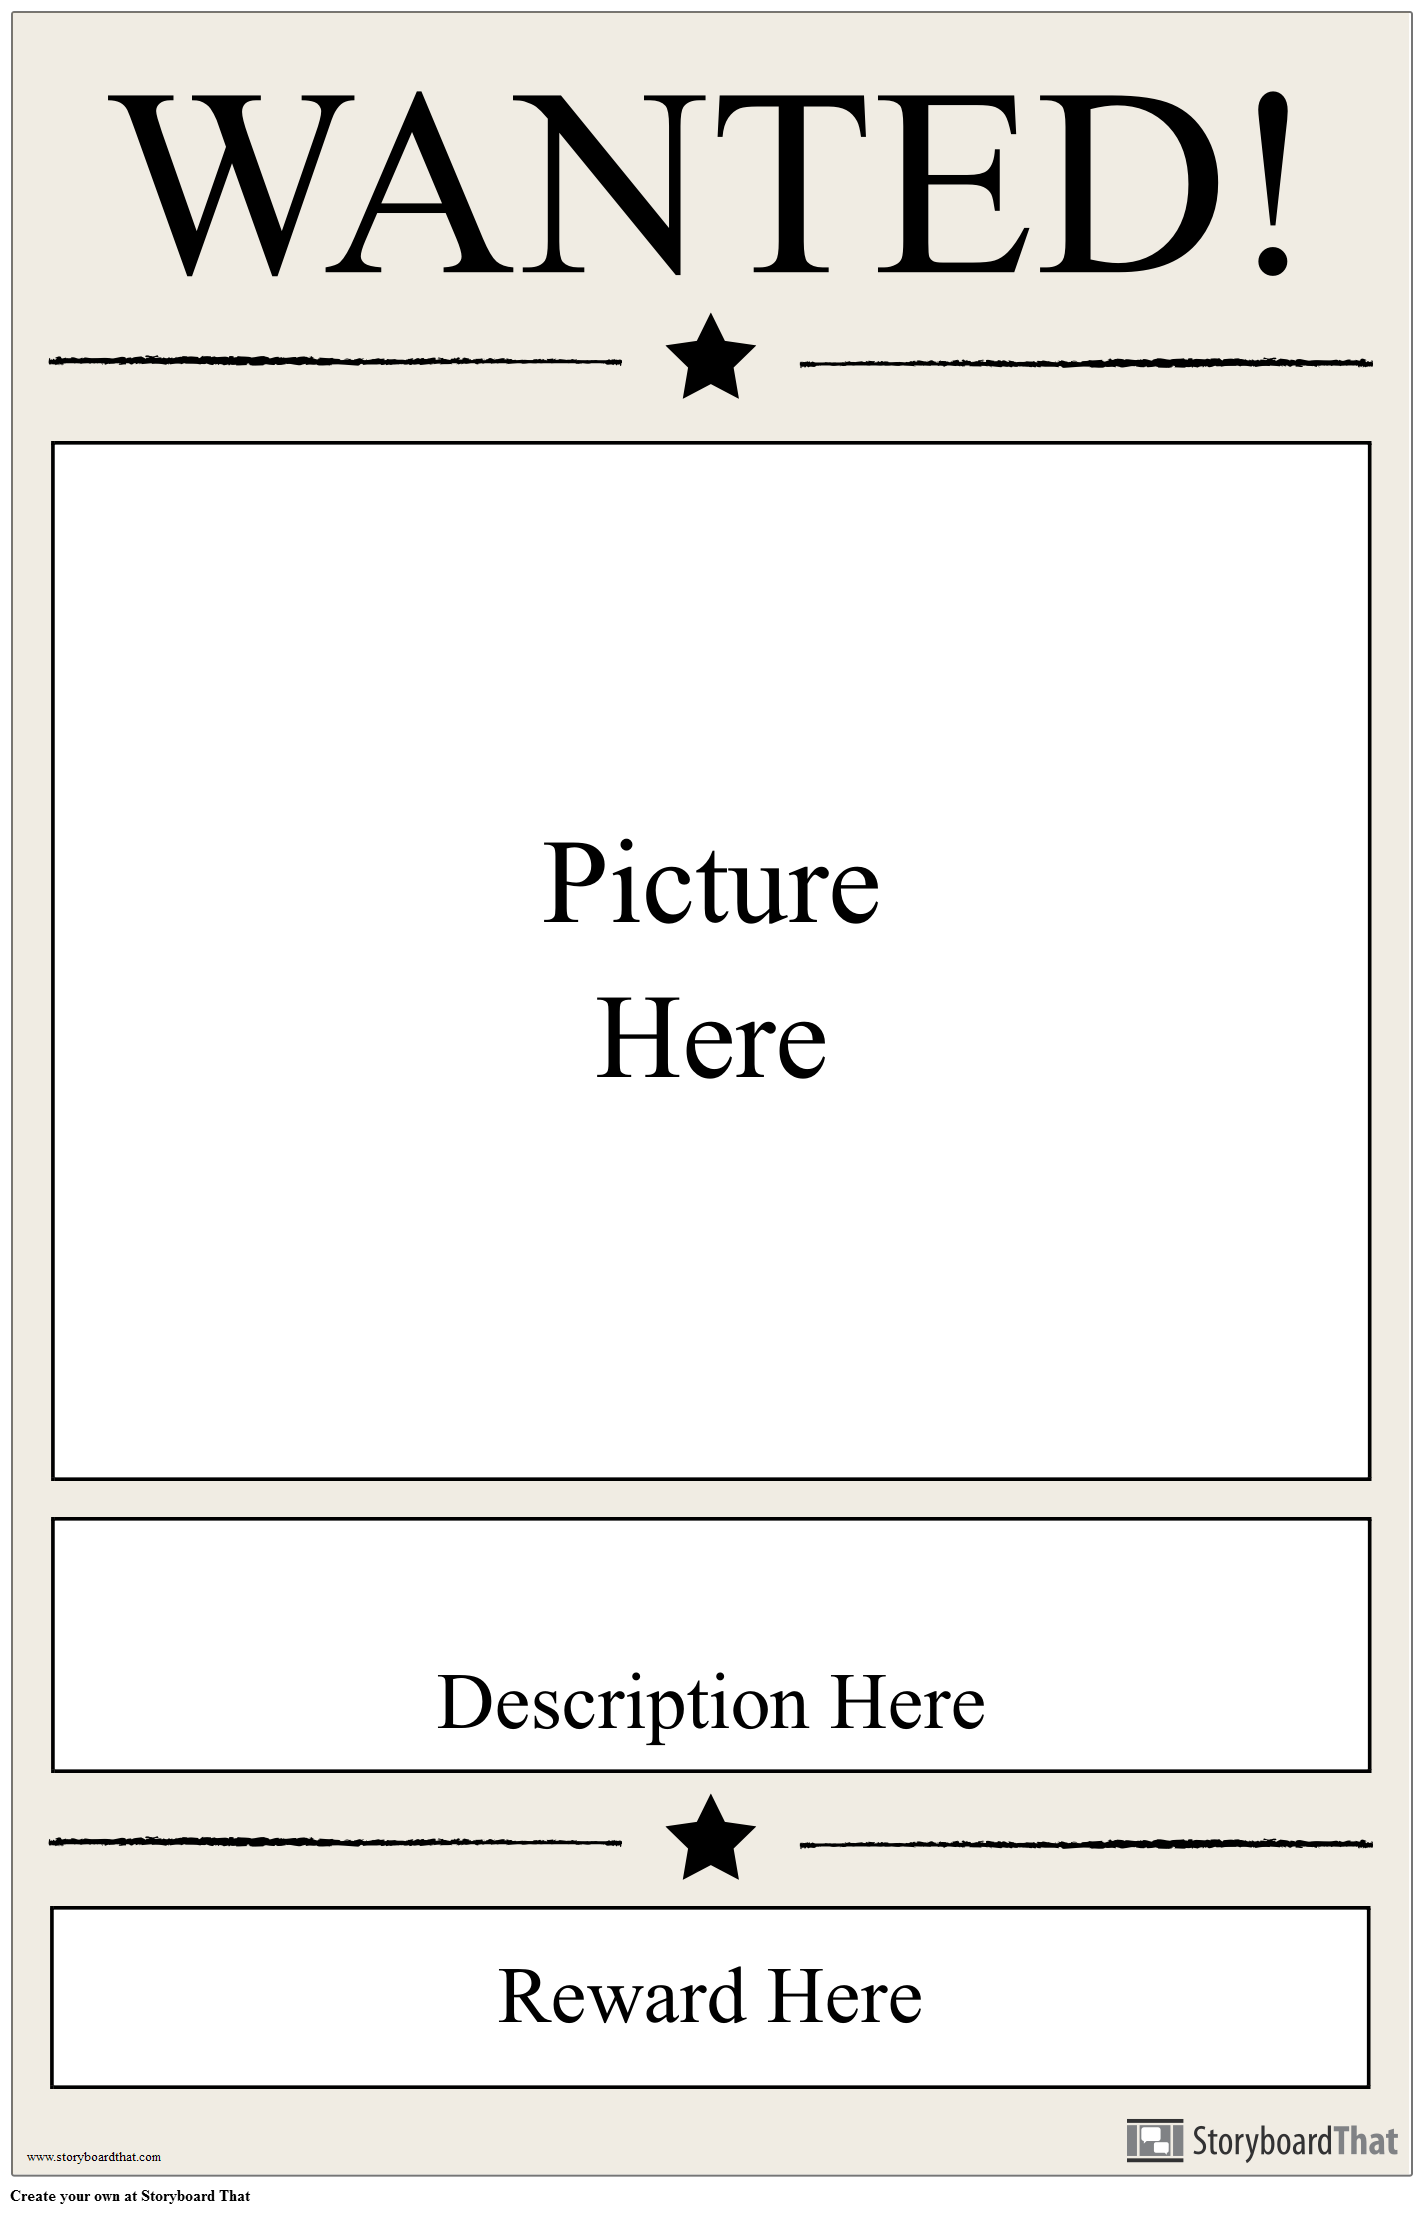 WANTED!
Picture
Here
Description Here
Reward Here
www.storyboardthat.com
StoryboardThat
Create your own at Storyboard That